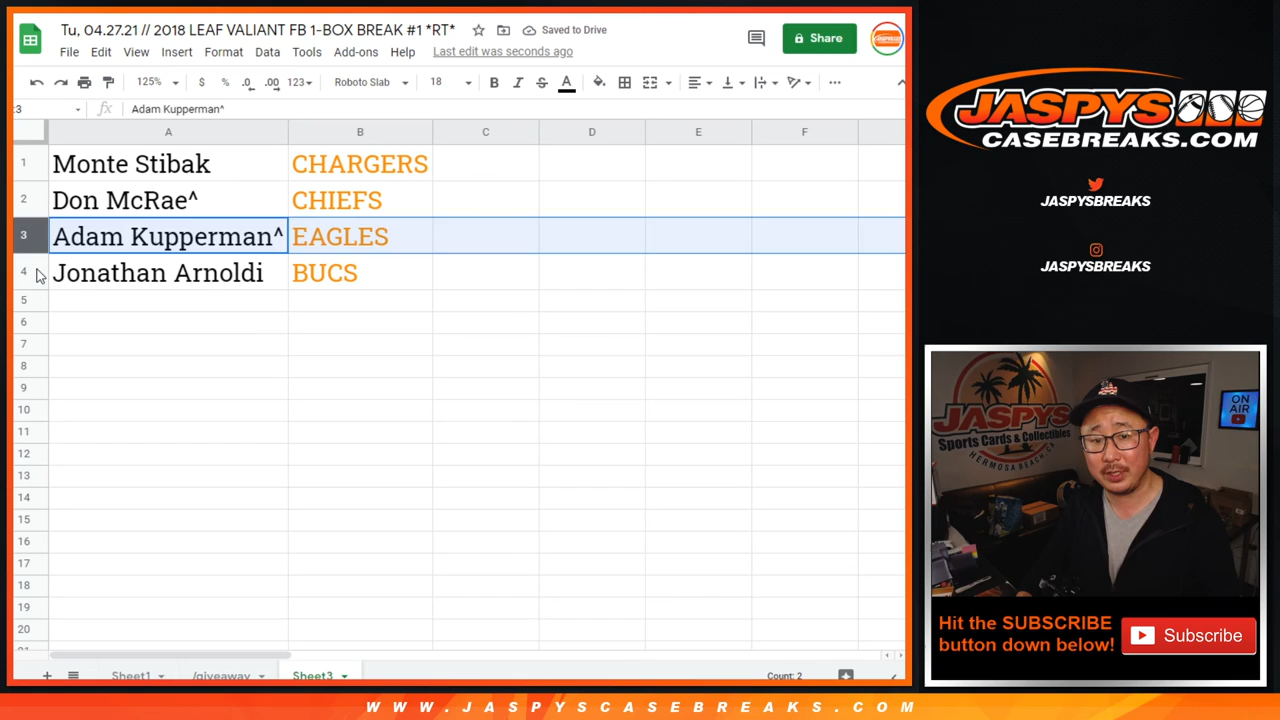 Tu, 04.27.21 // 2018 LEAF VALIANT FB 1-BOX BREAK #1 *RT*
Saved to Drive
File Edit View Insert Format Data Tools Add-ons Help Last edit was seconds ago
Share
125% $ % .0 .00 123 Roboto Slab 18 B I S A
:3 fx Adam Kupperman^
A B C D E F
1 Monte Stibak CHARGERS
2 Don McRae^ CHIEFS
3 Adam Kupperman^ EAGLES
4 Jonathan Arnoldi BUCS
5
6
7
8
9
10
11
12
13
14
15
16
17
18
19
20
Sheet1 /giveaway Sheet3 Count: 2
JASPYS
CASEBREAKS.COM
JASPYSBREAKS
JASPYSBREAKS
JASPYS
Sports Cards & Collectibles
HERMOSA BEACH, CA
ON
AIR
Hit the SUBSCRIBE
button down below!
Subscribe
WWW.JASPYSCASEBREAKS.COM